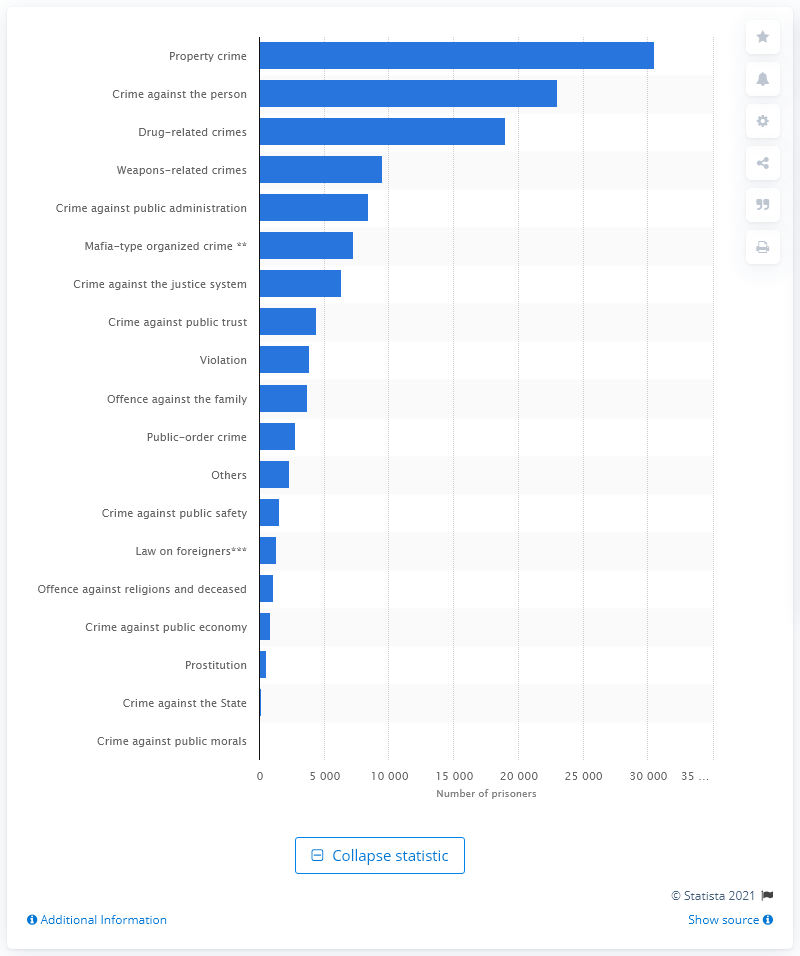 Property crime
Crime against the person
Drug-related crimes
Weapons-related crimes
Crime against public administration
Mafia-type organized crime **
Crime against the justice system
Crime against public trust
Violation
Offence against the family
Public-order crime
Others
Crime against public safety
Law on foreigners***
Offence against religions and deceased
Crime against public economy
Prostitution
Crime against the State
Crime against public morals
0 5 000 10 000 15 000 20 000 25 000 30 000 35 ...
Number of prisoners
Collapse statistic
© Statista 2021
Additional Information Show source